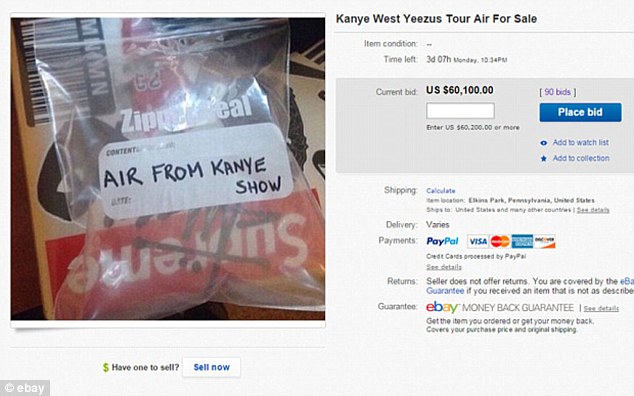 Kanye West Yeezus Tour Air For Sale
Item condition: --
Time left: 3d 07h Monday, 10:34PM
Current bid: US $60,100.00 [ 90 bids ]
Place bid
Enter US $60,200.00 or more
Add to watch list
Add to collection
Shipping: Calculate
Item location: Elkins Park, Pennsylvania, United States
Ships to: United States and many other countries | See details
Delivery: Varies
Payments: PayPal VISA MasterCard AMERICAN EXPRESS DISCOVER
Credit Cards processed by PayPal
See details
Returns: Seller does not offer returns. You are covered by the eBa
Guarantee if you received an item that is not as describe
Guarantee: ebay MONEY BACK GUARANTEE | See details
Get the item you ordered or get your money back.
Covers your purchase price and original shipping.
Zipper Seal
CONTENT
AIR FROM KANYE
SHOW
DATE:
Supreme
$ Have one to sell? Sell now
© ebay